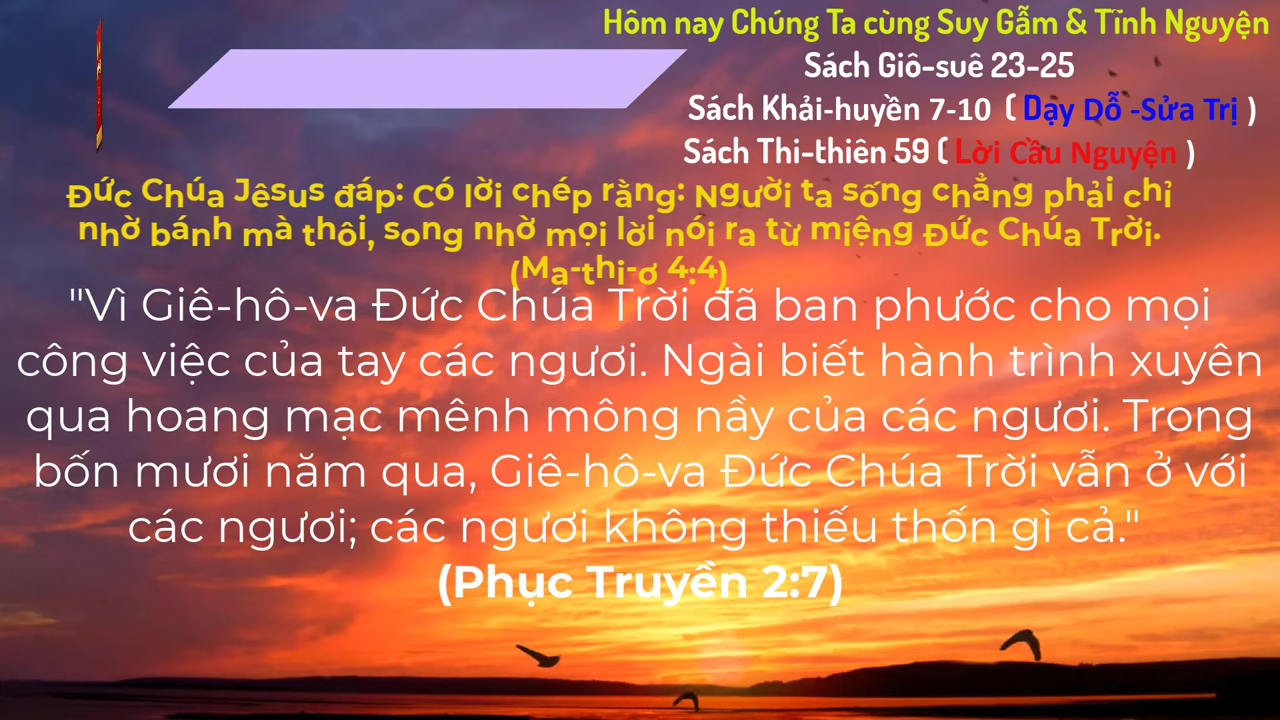 Hôm nay Chúng Ta cùng Suy Gẫm & Tĩnh Nguyện
Sách Giô-suê 23-25
Sách Khải-huyền 7-10 ( Dạy Dỗ -Sửa Trị )
Sách Thi-thiên 59 ( Lời Cầu Nguyện )
Đức Chúa Jêsus đáp: Có lời chép rằng: Người ta sống chẳng phải chỉ
nhờ bánh mà thôi, song nhờ mọi lời nói ra từ miệng Đức Chúa Trời.
(Ma-thi-ơ 4:4)
"Vì Giê-hô-va Đức Chúa Trời đã ban phước cho mọi
công việc của tay các ngươi. Ngài biết hành trình xuyên
qua hoang mạc mênh mông nầy của các ngươi. Trong
bốn mươi năm qua, Giê-hô-va Đức Chúa Trời vẫn ở với
các ngươi; các ngươi không thiếu thốn gì cả."
(Phục Truyền 2:7)